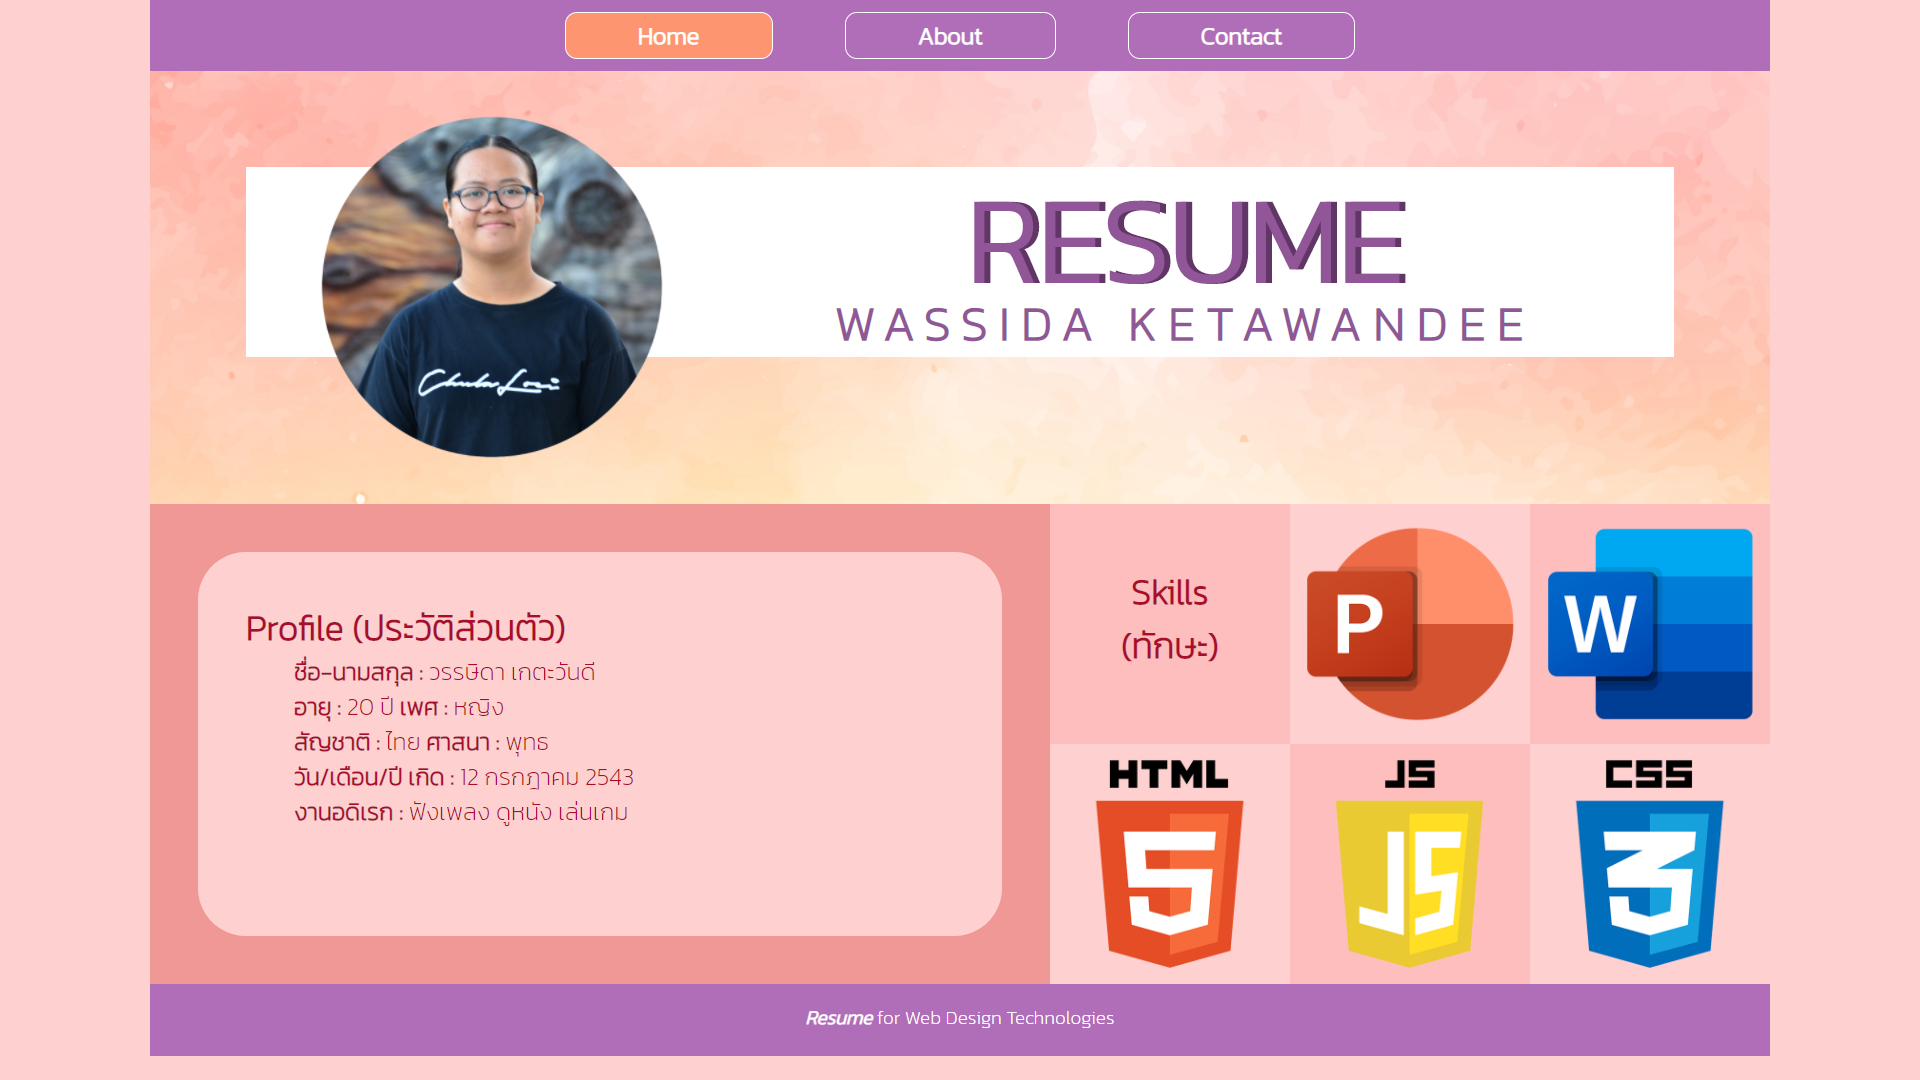 Home About Contact
RESUME
WASSIDA KETAWANDEE
Profile (ประวัติส่วนตัว)
ชื่อ-นามสกุล : วรรษิดา เกตะวันดี
อายุ : 20 ปี เพศ : หญิง
สัญชาติ : ไทย ศาสนา : พุทธ
วัน/เดือน/ปี เกิด : 12 กรกฎาคม 2543
งานอดิเรก : ฟังเพลง ดูหนัง เล่นเกม
Skills
(ทักษะ)
P
W
HTML
5
JS
JS
CSS
3
Resume for Web Design Technologies